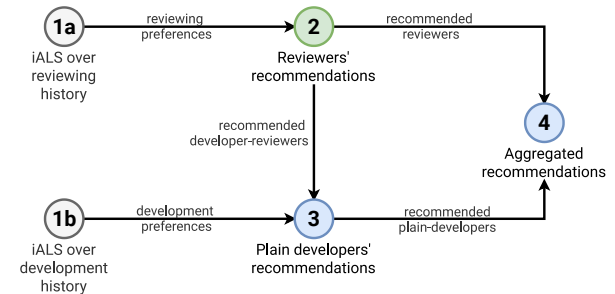 1a
iALS over
reviewing
history
reviewing
preferences
2
Reviewers'
recommendations
recommended
reviewers
recommended
developer-reviewers
4
Aggregated
recommendations
1b
iALS over
development
history
development
preferences
3
Plain developers'
recommendations
recommended
plain-developers